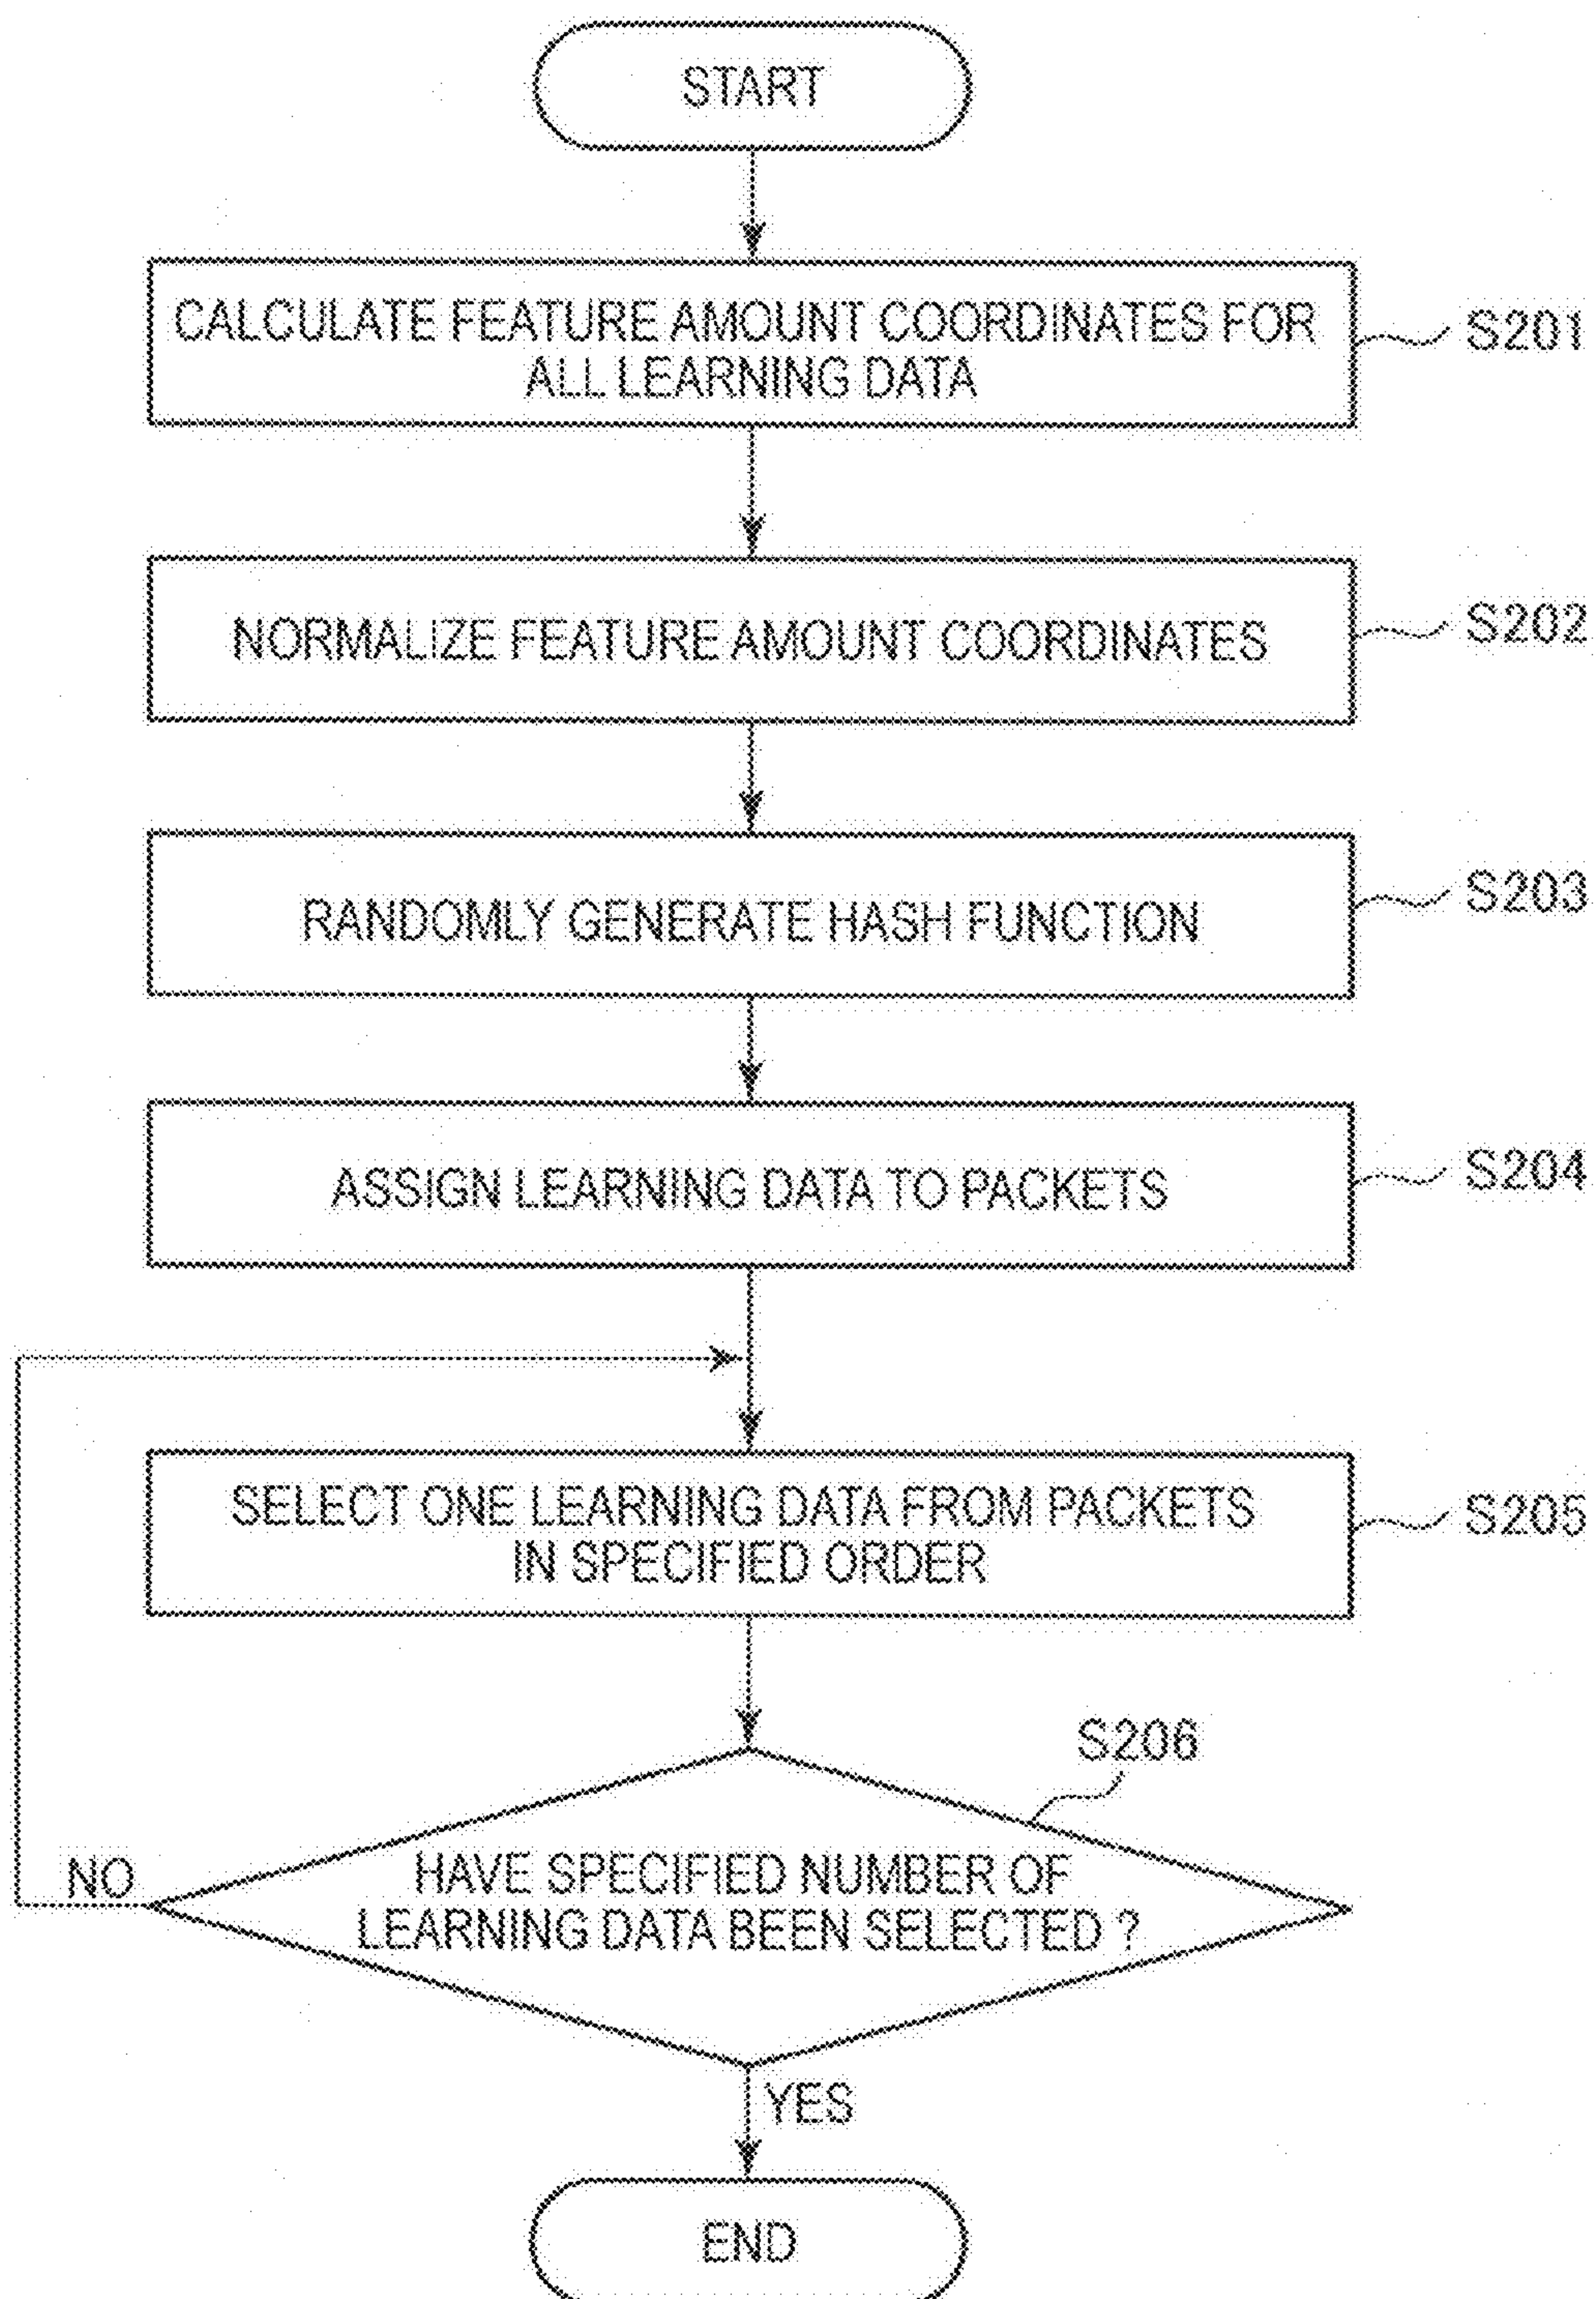 START
CALCULATE FEATURE AMOUNT COORDINATES FOR
ALL LEARNING DATA
S201
NORMALIZE FEATURE AMOUNT COORDINATES
S202
RANDOMLY GENERATE HASH FUNCTION
S203
ASSIGN LEARNING DATA TO PACKETS
S204
SELECT ONE LEARNING DATA FROM PACKETS
IN SPECIFIED ORDER
S205
S206
HAVE SPECIFIED NUMBER OF
LEARNING DATA BEEN SELECTED ?
NO
YES
END